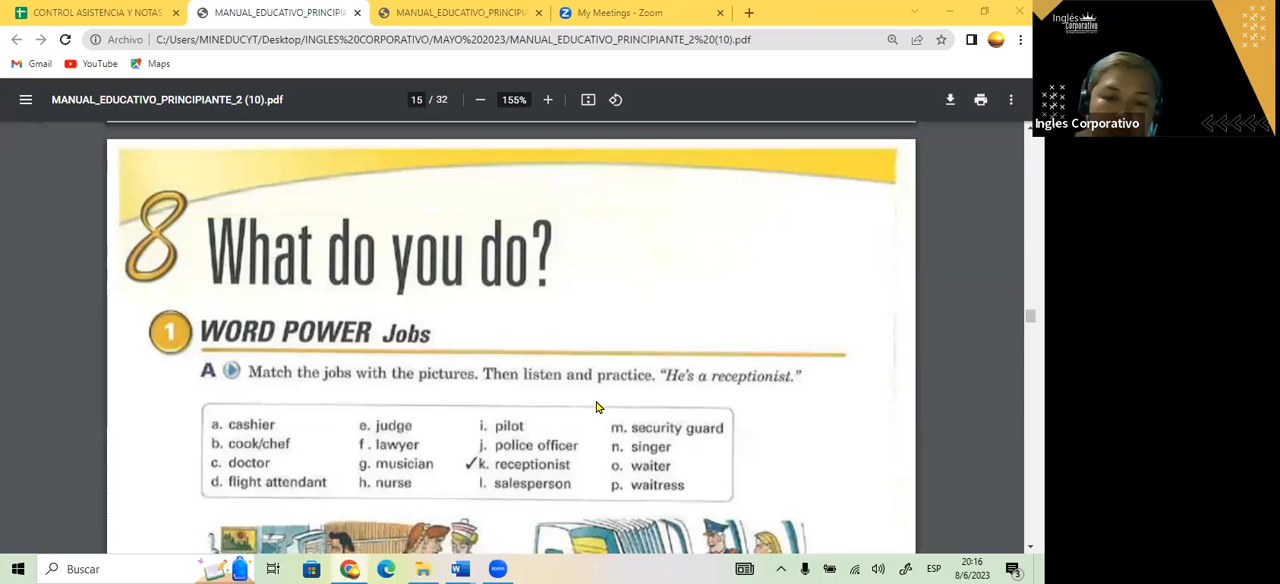 CONTROL ASISTENCIA Y NOTAS
MANUAL_EDUCATIVO_PRINCIPIA
MANUAL_EDUCATIVO_PRINCIPIA
My Meetings - Zoom
Archivo
C:/Users/MINEDUCYT/Desktop/INGLES%20CORPORATIVO/MAYO%202023/MANUAL_EDUCATIVO_PRINCIPIANTE_2%20(10).pdf
Gmail
YouTube
Maps
MANUAL_EDUCATIVO_PRINCIPIANTE_2 (10).pdf
15 / 32
155%
Inglés
Corporativo
Ingles Corporativo
8 What do you do?
1 WORD POWER Jobs
A Match the jobs with the pictures. Then listen and practice. "He's a receptionist."
a. cashier
b. cook/chef
c. doctor
d. flight attendant
e. judge
f. lawyer
g. musician
h. nurse
i. pilot
j. police officer
✓k. receptionist
l. salesperson
m. security guard
n. singer
o. waiter
p. waitress
Buscar
ESP
20:16
8/6/2023